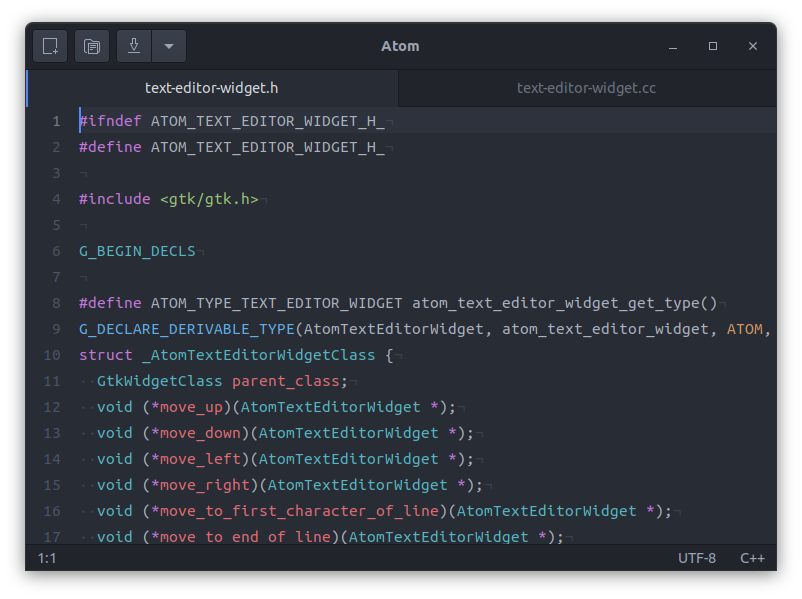 Atom
text-editor-widget.h text-editor-widget.cc
1 #ifndef ATOM_TEXT_EDITOR_WIDGET_H_¬
2 #define ATOM_TEXT_EDITOR_WIDGET_H_¬
3 ¬
4 #include <gtk/gtk.h>¬
5 ¬
6 G_BEGIN_DECLS¬
7 ¬
8 #define ATOM_TYPE_TEXT_EDITOR_WIDGET atom_text_editor_widget_get_type()¬
9 G_DECLARE_DERIVABLE_TYPE(AtomTextEditorWidget, atom_text_editor_widget, ATOM,
10 struct _AtomTextEditorWidgetClass {¬
11 ··GtkWidgetClass parent_class;¬
12 ··void (*move_up)(AtomTextEditorWidget *);¬
13 ··void (*move_down)(AtomTextEditorWidget *);¬
14 ··void (*move_left)(AtomTextEditorWidget *);¬
15 ··void (*move_right)(AtomTextEditorWidget *);¬
16 ··void (*move_to_first_character_of_line)(AtomTextEditorWidget *);¬
17 ··void (*move_to_end_of_line)(AtomTextEditorWidget *);¬
1:1 UTF-8 C++